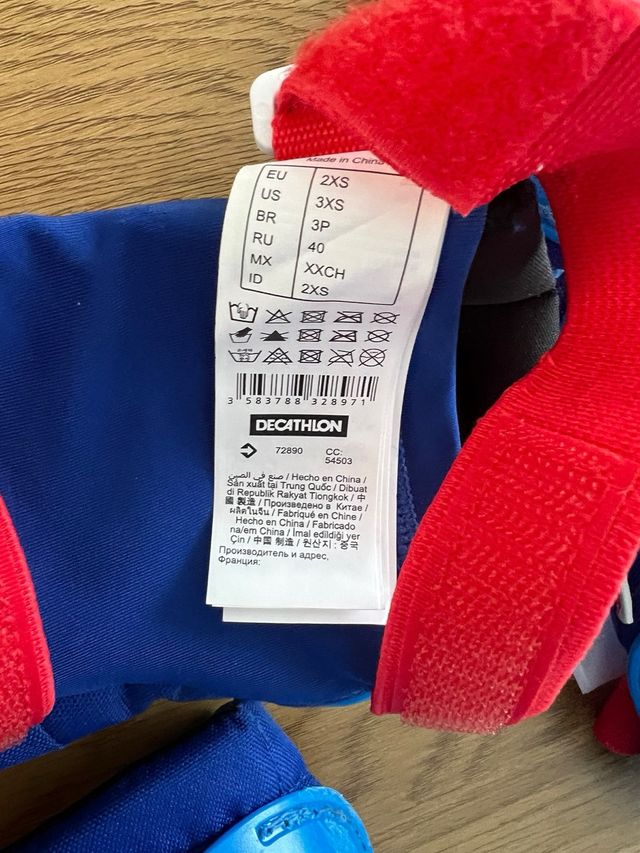 Made in China
EU 2XS
US 3XS
BR 3P
RU 40
MX XXCH
ID 2XS
3 583788 328971
DECATHLON
72890 CC:
54503
صنع في الصين / Hecho en China /
Sản xuất tại Trung Quốc / Dibuat
di Republik Rakyat Tiongkok / 中
國 製造 / Произведено в Китае /
ผลิตในจีน / Fabriqué en Chine /
Hecho en China / Fabricado
na/em China / İmal edildiği yer
Çin / 中国 制造 / 원산지 : 중국
Производитель и адрес,
Франция: